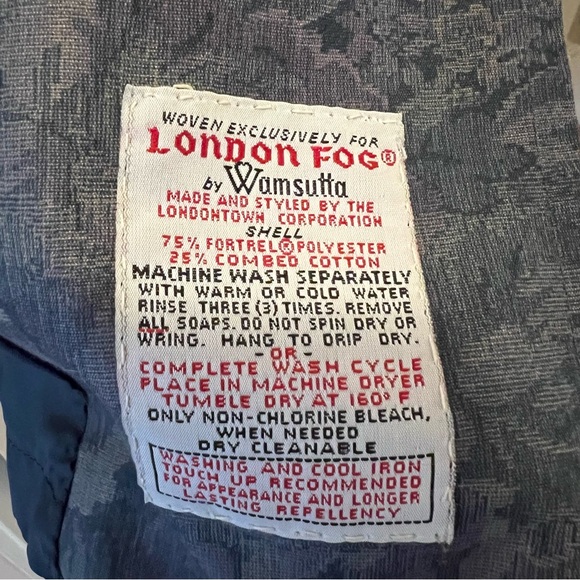 WOVEN EXCLUSIVELY FOR
LONDON FOG®
by Wamsutta
MADE AND STYLED BY THE
LONDONTOWN CORPORATION
SHELL
75% FORTREL® POLYESTER
25% COMBED COTTON
MACHINE WASH SEPARATELY
WITH WARM OR COLD WATER
RINSE THREE (3) TIMES. REMOVE
ALL SOAPS. DO NOT SPIN DRY OR
WRING. HANG TO DRIP DRY.
-OR-
COMPLETE WASH CYCLE
PLACE IN MACHINE DRYER
TUMBLE DRY AT 160° F
ONLY NON-CHLORINE BLEACH,
WHEN NEEDED
DRY CLEANABLE
WASHING AND COOL IRON
TOUCH UP RECOMMENDED
FOR APPEARANCE AND LONGER
LASTING REPELLENCY